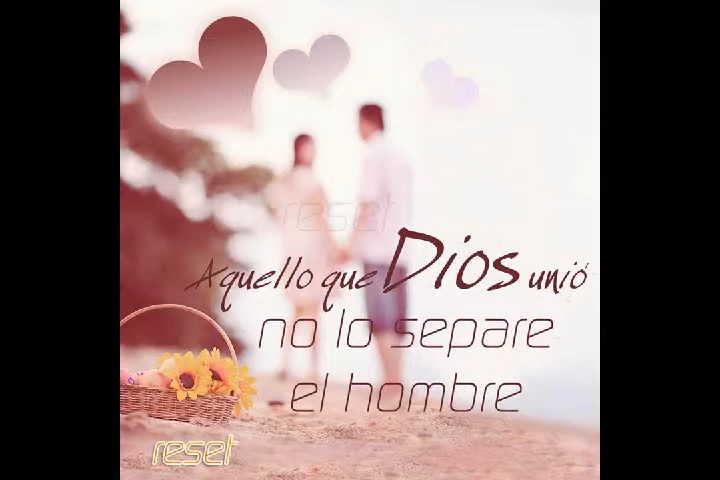 reset
Aquello que Dios unió
no lo separe
el hombre
reset